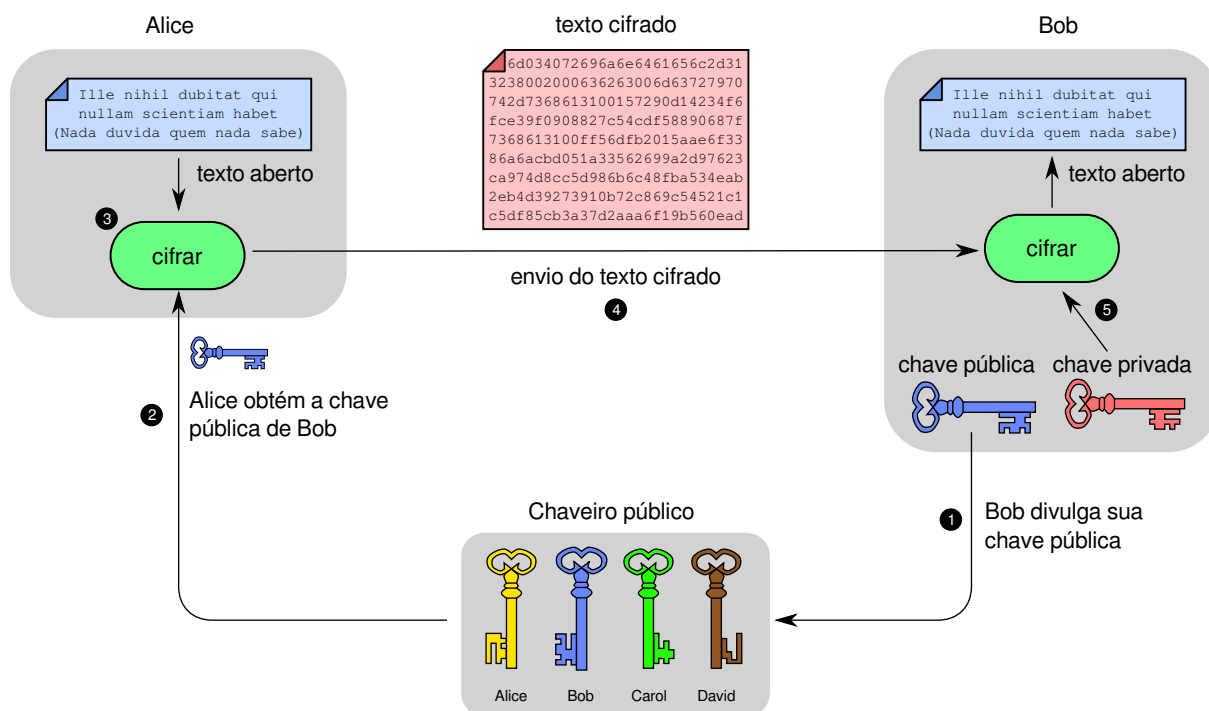 Alice
texto cifrado
Bob
Ille nihil dubitat qui
nullam scientiam habet
(Nada duvida quem nada sabe)
texto aberto
3
cifrar
6d034072696a6e6461656c2d31
3238002000636263006d63727970
742d7368613100157290d14234f6
fce39f0908827c54cdf58890687f
7368613100ff56dfb2015aae6f33
86a6acbd051a33562699a2d97623
ca974d8cc5d986b6c48fba534eab
2eb4d39273910b72c869c54521c1
c5df85cb3a37d2aaa6f19b560ead
envio do texto cifrado
4
Ille nihil dubitat qui
nullam scientiam habet
(Nada duvida quem nada sabe)
texto aberto
cifrar
5
chave pública
chave privada
2
Alice obtém a chave
pública de Bob
1
Bob divulga sua
chave pública
Chaveiro público
Alice
Bob
Carol
David